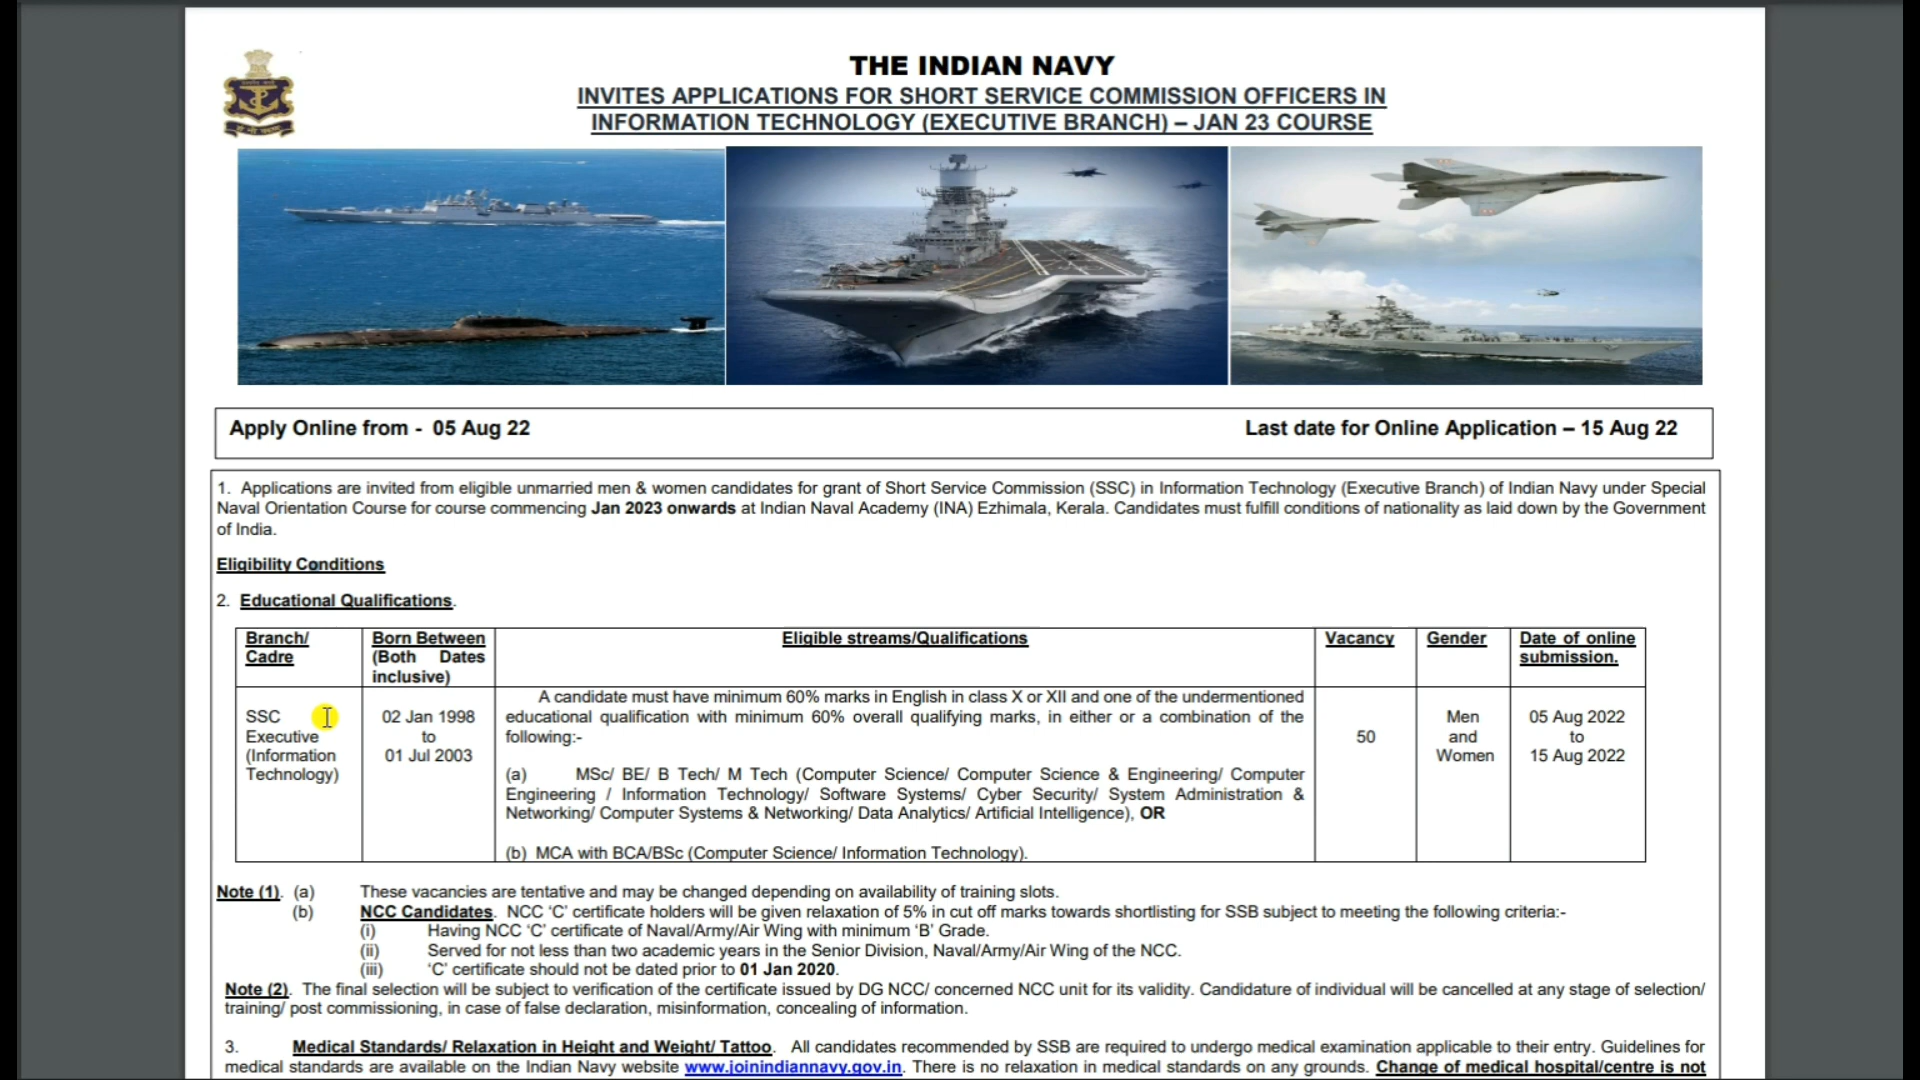 THE INDIAN NAVY
INVITES APPLICATIONS FOR SHORT SERVICE COMMISSION OFFICERS IN
INFORMATION TECHNOLOGY (EXECUTIVE BRANCH) – JAN 23 COURSE
Apply Online from - 05 Aug 22
Last date for Online Application – 15 Aug 22
1. Applications are invited from eligible unmarried men & women candidates for grant of Short Service Commission (SSC) in Information Technology (Executive Branch) of Indian Navy under Special
Naval Orientation Course for course commencing Jan 2023 onwards at Indian Naval Academy (INA) Ezhimala, Kerala. Candidates must fulfill conditions of nationality as laid down by the Government
of India.
Eligibility Conditions
2. Educational Qualifications.
Branch/
Cadre
Born Between
(Both Dates
inclusive)
Eligible streams/Qualifications
Vacancy
Gender
Date of online
submission.
SSC
Executive
(Information
Technology)
02 Jan 1998
to
01 Jul 2003
A candidate must have minimum 60% marks in English in class X or XII and one of the undermentioned
educational qualification with minimum 60% overall qualifying marks, in either or a combination of the
following:-
(a) MSc/ BE/ B Tech/ M Tech (Computer Science/ Computer Science & Engineering/ Computer
Engineering / Information Technology/ Software Systems/ Cyber Security/ System Administration &
Networking/ Computer Systems & Networking/ Data Analytics/ Artificial Intelligence), OR
(b) MCA with BCA/BSc (Computer Science/ Information Technology).
50
Men
and
Women
05 Aug 2022
to
15 Aug 2022
Note (1). (a) These vacancies are tentative and may be changed depending on availability of training slots.
(b) NCC Candidates. NCC ‘C’ certificate holders will be given relaxation of 5% in cut off marks towards shortlisting for SSB subject to meeting the following criteria:-
(i) Having NCC ‘C’ certificate of Naval/Army/Air Wing with minimum ‘B’ Grade.
(ii) Served for not less than two academic years in the Senior Division, Naval/Army/Air Wing of the NCC.
(iii) ‘C’ certificate should not be dated prior to 01 Jan 2020.
Note (2). The final selection will be subject to verification of the certificate issued by DG NCC/ concerned NCC unit for its validity. Candidature of individual will be cancelled at any stage of selection/
training/ post commissioning, in case of false declaration, misinformation, concealing of information.
3. Medical Standards/ Relaxation in Height and Weight/ Tattoo. All candidates recommended by SSB are required to undergo medical examination applicable to their entry. Guidelines for
medical standards are available on the Indian Navy website www.joinindiannavy.gov.in. There is no relaxation in medical standards on any grounds. Change of medical hospital/centre is not